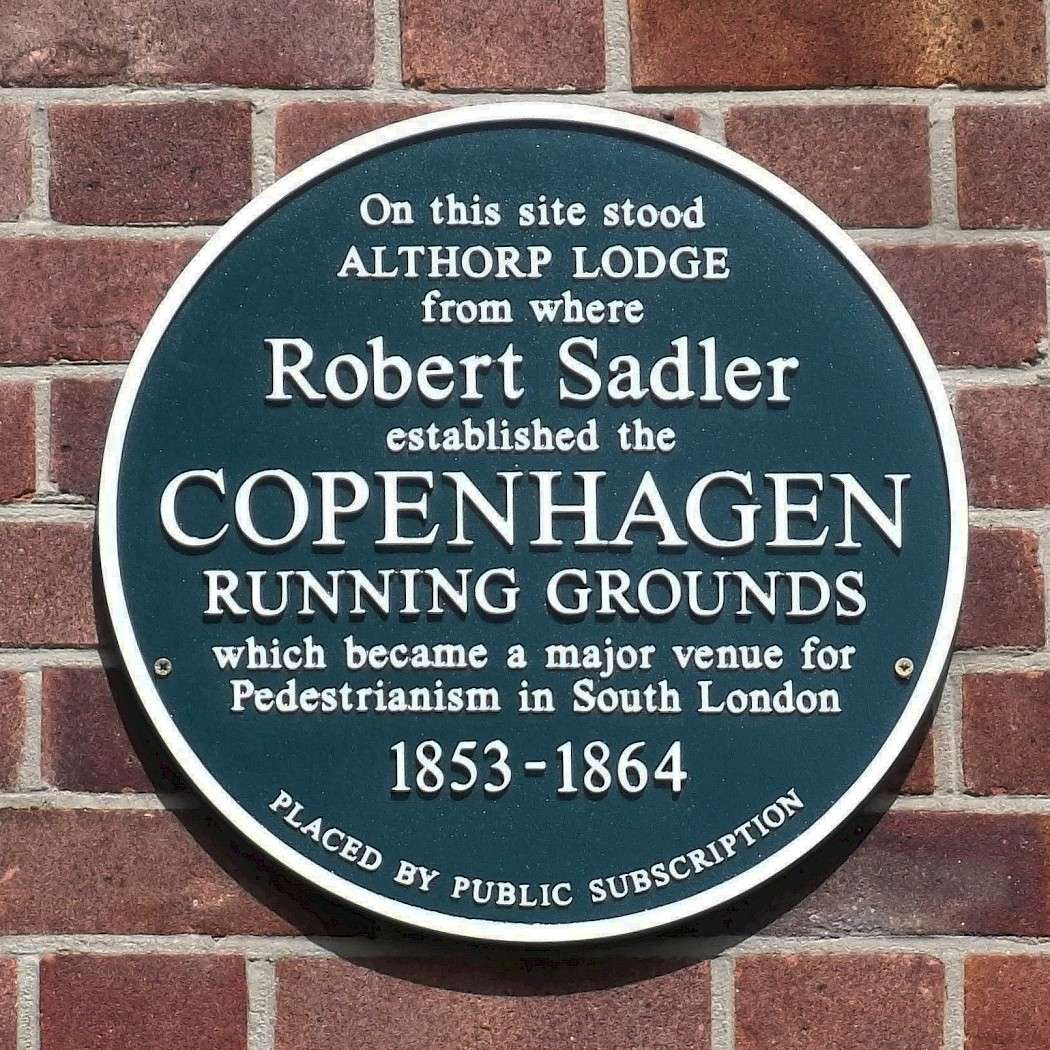 On this site stood
ALTHORP LODGE
from where
Robert Sadler
established the
COPENHAGEN
RUNNING GROUNDS
which became a major venue for
Pedestrianism in South London
1853-1864
PLACED BY PUBLIC SUBSCRIPTION